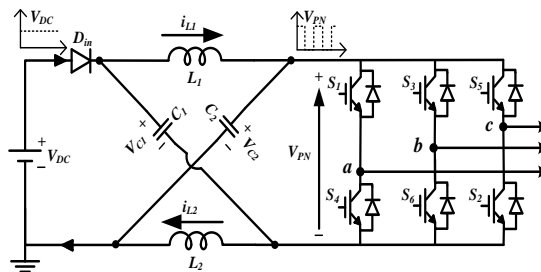 V_DC
D_in
i_L1
V_PN
L_1
+
C_1
V_C1
−
C_2
+
V_C2
−
+
V_DC
−
i_L2
L_2
+
V_PN
−
S_1
S_3
S_5
a
b
c
S_4
S_6
S_2